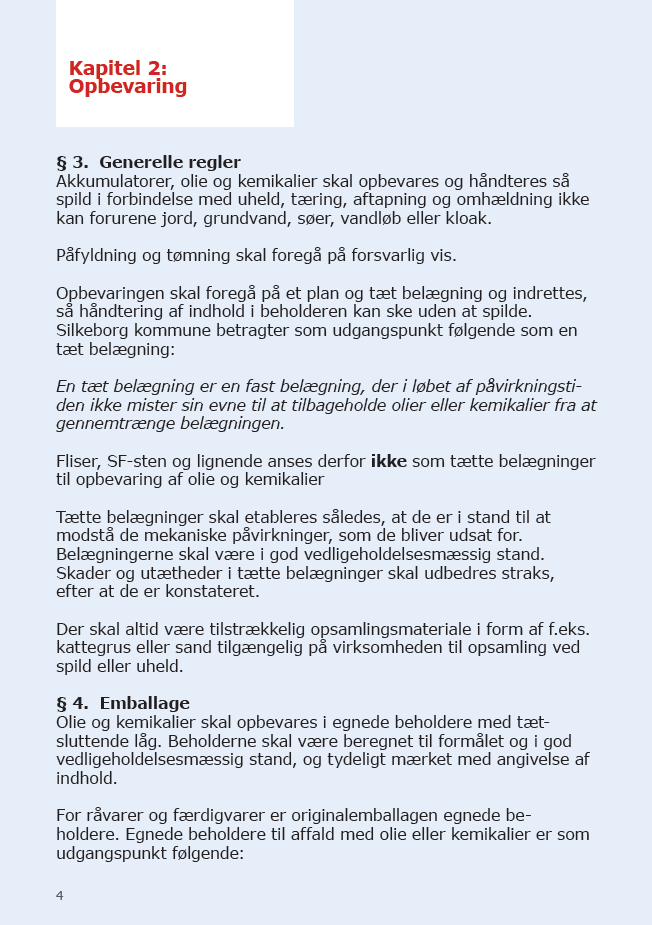 Kapitel 2:
Opbevaring
§ 3.  Generelle regler
Akkumulatorer, olie og kemikalier skal opbevares og håndteres så
spild i forbindelse med uheld, tæring, aftapning og omhældning ikke
kan forurene jord, grundvand, søer, vandløb eller kloak.
Påfyldning og tømning skal foregå på forsvarlig vis.
Opbevaringen skal foregå på et plan og tæt belægning og indrettes,
så håndtering af indhold i beholderen kan ske uden at spilde.
Silkeborg kommune betragter som udgangspunkt følgende som en
tæt belægning:
En tæt belægning er en fast belægning, der i løbet af påvirkningsti-
den ikke mister sin evne til at tilbageholde olier eller kemikalier fra at
gennemtrænge belægningen.
Fliser, SF-sten og lignende anses derfor ikke som tætte belægninger
til opbevaring af olie og kemikalier
Tætte belægninger skal etableres således, at de er i stand til at
modstå de mekaniske påvirkninger, som de bliver udsat for.
Belægningerne skal være i god vedligeholdelsesmæssig stand.
Skader og utætheder i tætte belægninger skal udbedres straks,
efter at de er konstateret.
Der skal altid være tilstrækkelig opsamlingsmateriale i form af f.eks.
kattegrus eller sand tilgængelig på virksomheden til opsamling ved
spild eller uheld.
§ 4.  Emballage
Olie og kemikalier skal opbevares i egnede beholdere med tæt-
sluttende låg. Beholderne skal være beregnet til formålet og i god
vedligeholdelsesmæssig stand, og tydeligt mærket med angivelse af
indhold.
For råvarer og færdigvarer er originalemballagen egnede be-
holdere. Egnede beholdere til affald med olie eller kemikalier er som
udgangspunkt følgende:
4